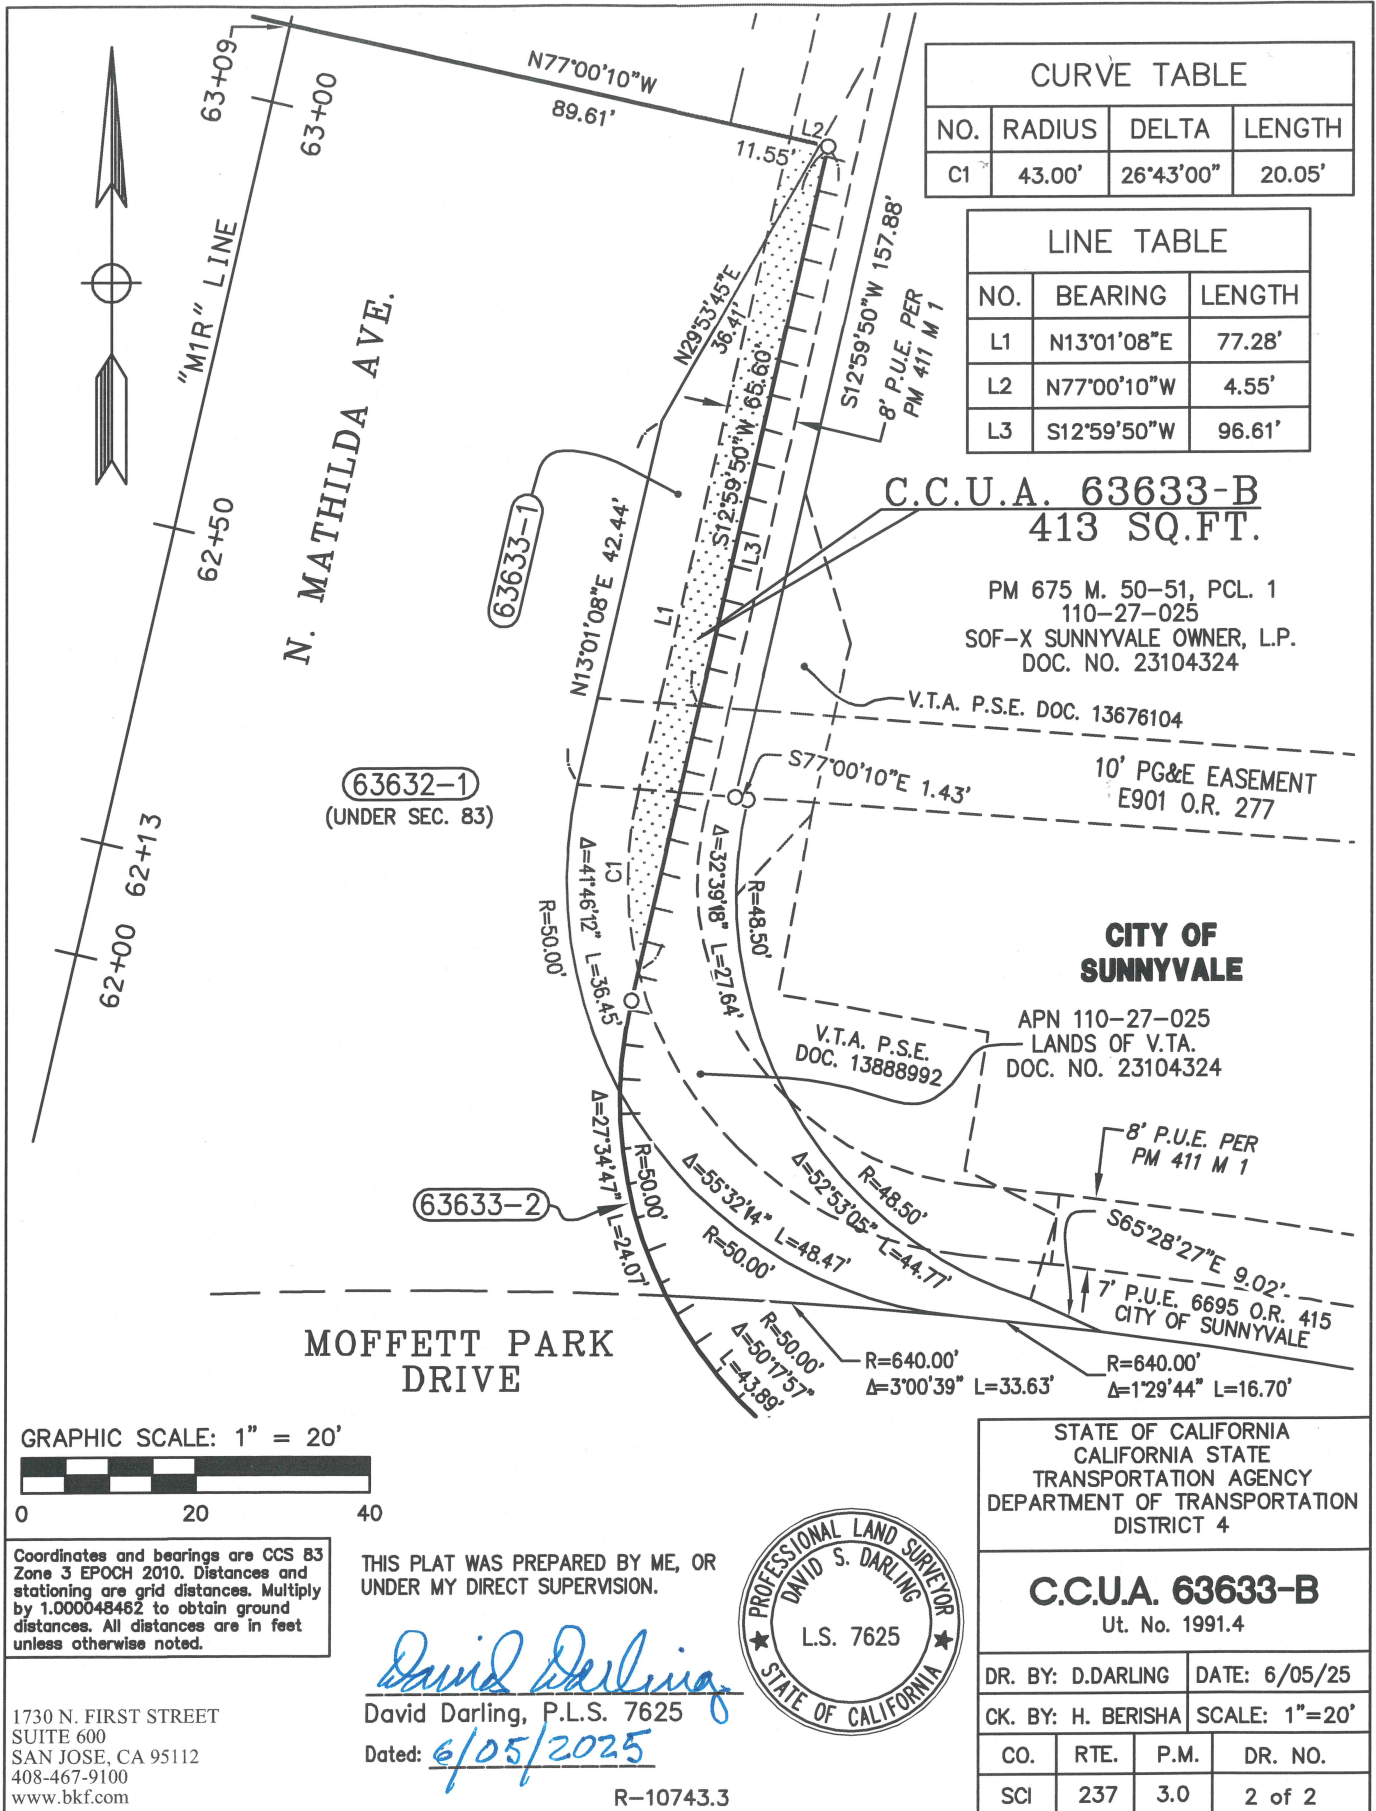 63+09
63+00
N77°00'10"W
89.61'
L2
11.55'
CURVE TABLE
NO. RADIUS DELTA LENGTH
C1 43.00' 26°43'00" 20.05'
LINE TABLE
NO. BEARING LENGTH
L1 N13°01'08"E 77.28'
L2 N77°00'10"W 4.55'
L3 S12°59'50"W 96.61'
"M1R" LINE
N. MATHILDA AVE.
N29°53'45"E
36.41'
S12°59'50"W 65.60'
S12°59'50"W 157.88'
8' P.U.E. PER
PM 411 M 1
C.C.U.A. 63633-B
413 SQ.FT.
62+50
63633-1
N13°01'08"E 42.44'
L1
L3
PM 675 M. 50-51, PCL. 1
110-27-025
SOF-X SUNNYVALE OWNER, L.P.
DOC. NO. 23104324
V.T.A. P.S.E. DOC. 13676104
63632-1
(UNDER SEC. 83)
S77°00'10"E 1.43'
10' PG&E EASEMENT
E901 O.R. 277
62+13
62+00
C1
Δ=41°46'12" L=36.45'
R=50.00'
Δ=32°39'18" L=27.64'
R=48.50'
CITY OF
SUNNYVALE
V.T.A. P.S.E.
DOC. 13888992
APN 110-27-025
LANDS OF V.TA.
DOC. NO. 23104324
Δ=27°34'47" L=24.07'
R=50.00'
63633-2
Δ=55°32'14" L=48.47'
R=50.00'
Δ=52°53'05" L=44.77'
R=48.50'
8' P.U.E. PER
PM 411 M 1
S65°28'27"E 9.02'
7' P.U.E. 6695 O.R. 415
CITY OF SUNNYVALE
MOFFETT PARK
DRIVE
R=50.00'
Δ=50°17'57"
L=43.89'
R=640.00'
Δ=3°00'39" L=33.63'
R=640.00'
Δ=1°29'44" L=16.70'
GRAPHIC SCALE: 1" = 20'
0 20 40
Coordinates and bearings are CCS 83
Zone 3 EPOCH 2010. Distances and
stationing are grid distances. Multiply
by 1.000048462 to obtain ground
distances. All distances are in feet
unless otherwise noted.
1730 N. FIRST STREET
SUITE 600
SAN JOSE, CA 95112
408-467-9100
www.bkf.com
THIS PLAT WAS PREPARED BY ME, OR
UNDER MY DIRECT SUPERVISION.
David Darling
David Darling, P.L.S. 7625
Dated: 6/05/2025
R-10743.3
PROFESSIONAL LAND SURVEYOR
DAVID S. DARLING
L.S. 7625
STATE OF CALIFORNIA
STATE OF CALIFORNIA
CALIFORNIA STATE
TRANSPORTATION AGENCY
DEPARTMENT OF TRANSPORTATION
DISTRICT 4
C.C.U.A. 63633-B
Ut. No. 1991.4
DR. BY: D.DARLING DATE: 6/05/25
CK. BY: H. BERISHA SCALE: 1"=20'
CO. RTE. P.M. DR. NO.
SCl 237 3.0 2 of 2